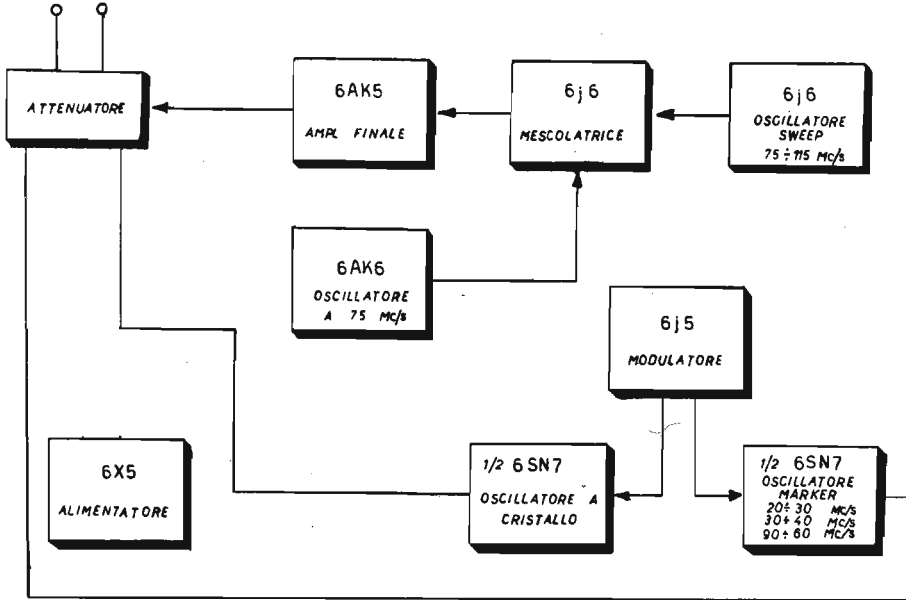 ATTENUATORE
6AK5
AMPL FINALE
6j6
MESCOLATRICE
6j6
OSCILLATORE
SWEEP
75÷115 MC/S
6AK6
OSCILLATORE
A 75 MC/S
6j5
MODULATORE
6X5
ALIMENTATORE
1/2 6SN7
OSCILLATORE A
CRISTALLO
1/2 6SN7
OSCILLATORE
MARKER
20÷30 MC/S
30÷40 MC/S
90÷60 MC/S